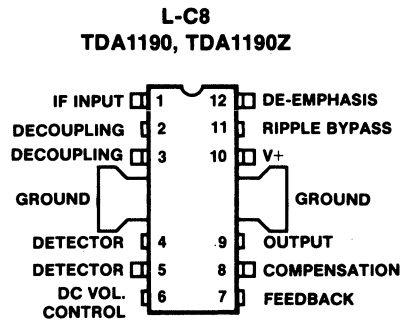 L-C8
TDA1190, TDA1190Z
IF INPUT 1 12 DE-EMPHASIS
DECOUPLING 2 11 RIPPLE BYPASS
DECOUPLING 3 10 V+
GROUND GROUND
DETECTOR 4 9 OUTPUT
DETECTOR 5 8 COMPENSATION
DC VOL. CONTROL 6 7 FEEDBACK